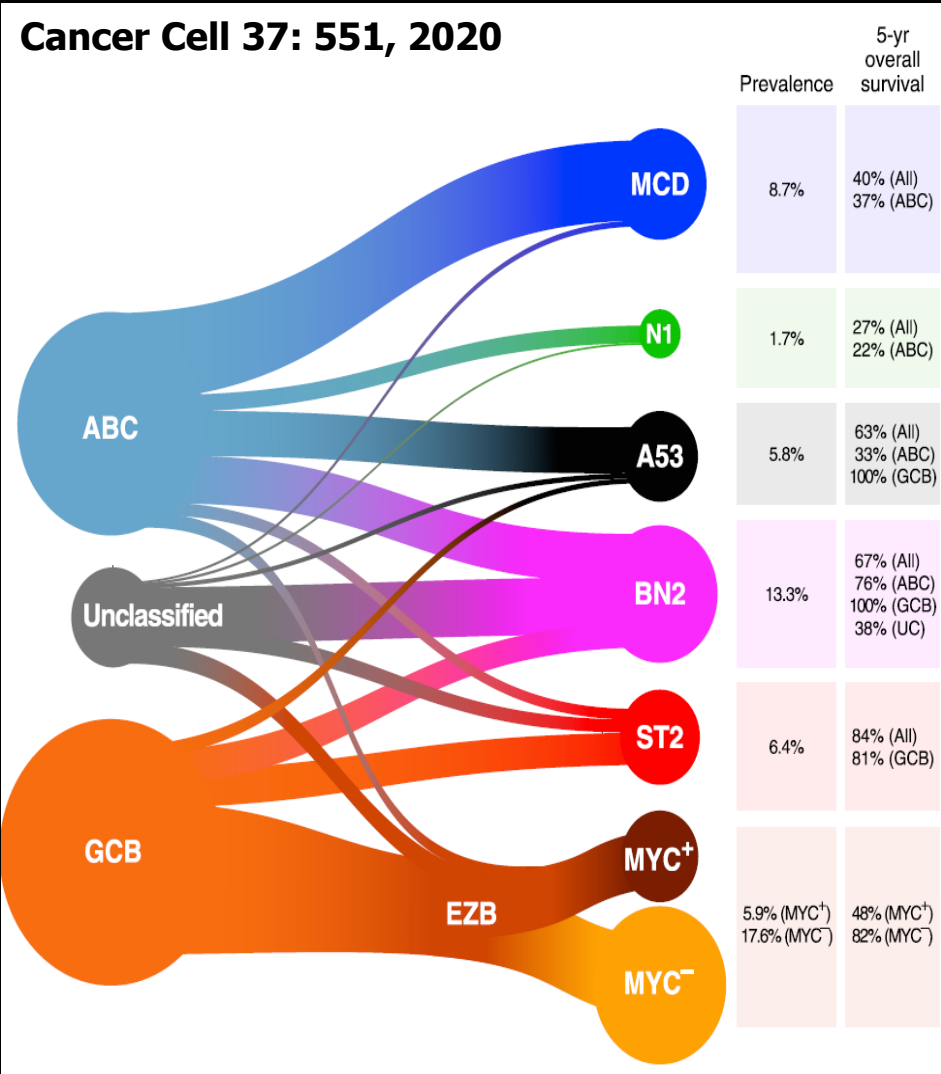 Cancer Cell 37: 551, 2020
Prevalence
5-yr
overall
survival
MCD
8.7%
40% (All)
37% (ABC)
N1
1.7%
27% (All)
22% (ABC)
ABC
A53
5.8%
63% (All)
33% (ABC)
100% (GCB)
Unclassified
BN2
13.3%
67% (All)
76% (ABC)
100% (GCB)
38% (UC)
ST2
6.4%
84% (All)
81% (GCB)
GCB
EZB
MYC⁺
MYC⁻
5.9% (MYC⁺)
17.6% (MYC⁻)
48% (MYC⁺)
82% (MYC⁻)